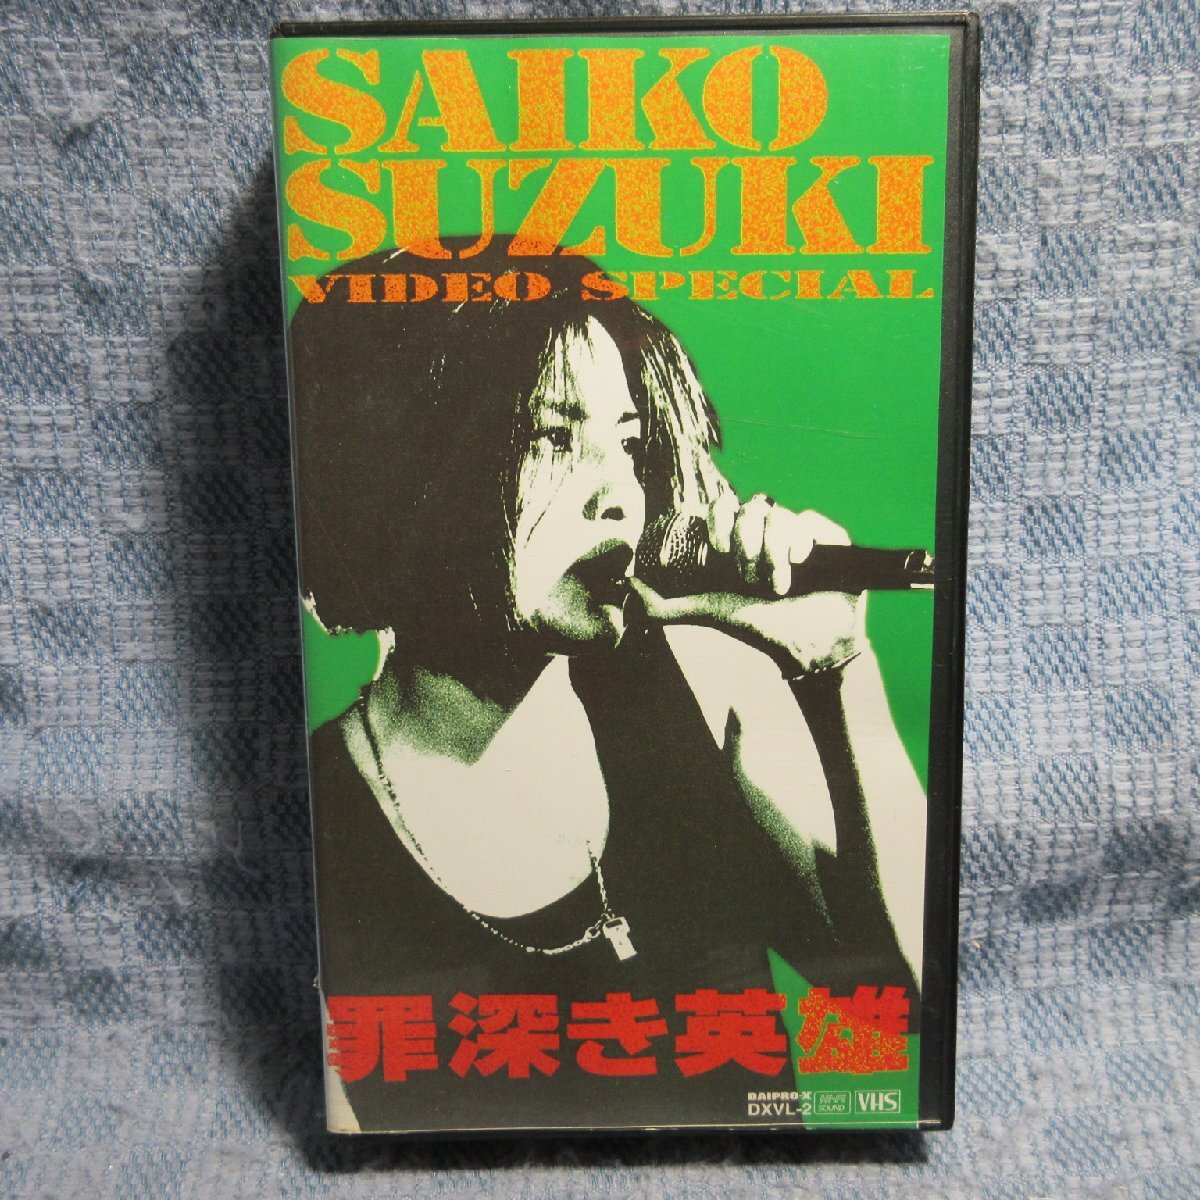 SAIKO
SUZUKI
VIDEO SPECIAL
罪深き英雄
DAIPRO-X
DXVL-2
HI-FI
SOUND
VHS